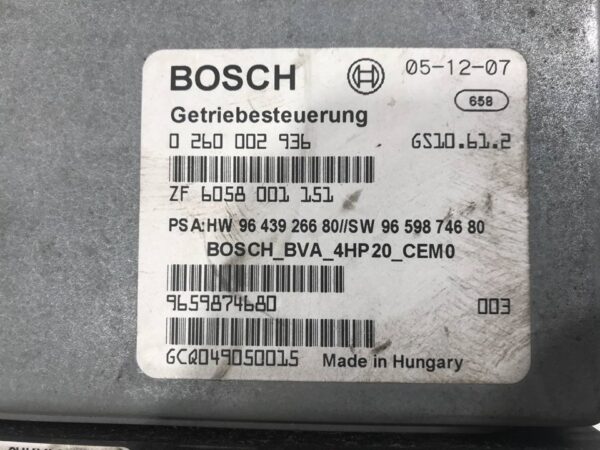 BOSCH 05-12-07
658
Getriebesteuerung
0 260 002 936 GS10.61.2
ZF 6058 001 151
PSA:HW 96 439 266 80//SW 96 598 746 80
BOSCH_BVA_4HP20_CEM0
9659874680 003
GCQ049050015 Made in Hungary